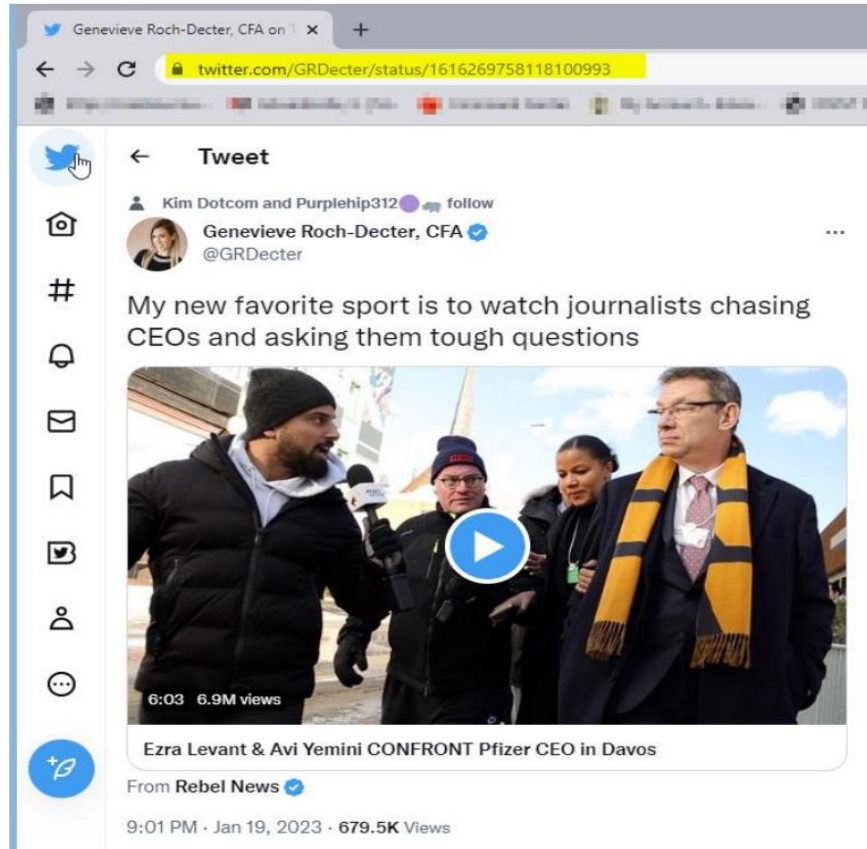 Genevieve Roch-Decter, CFA on T
twitter.com/GRDecter/status/1616269758118100993
Tweet
Kim Dotcom and Purplehip312 follow
Genevieve Roch-Decter, CFA
@GRDecter
My new favorite sport is to watch journalists chasing
CEOs and asking them tough questions
6:03 6.9M views
Ezra Levant & Avi Yemini CONFRONT Pfizer CEO in Davos
From Rebel News
9:01 PM · Jan 19, 2023 · 679.5K Views